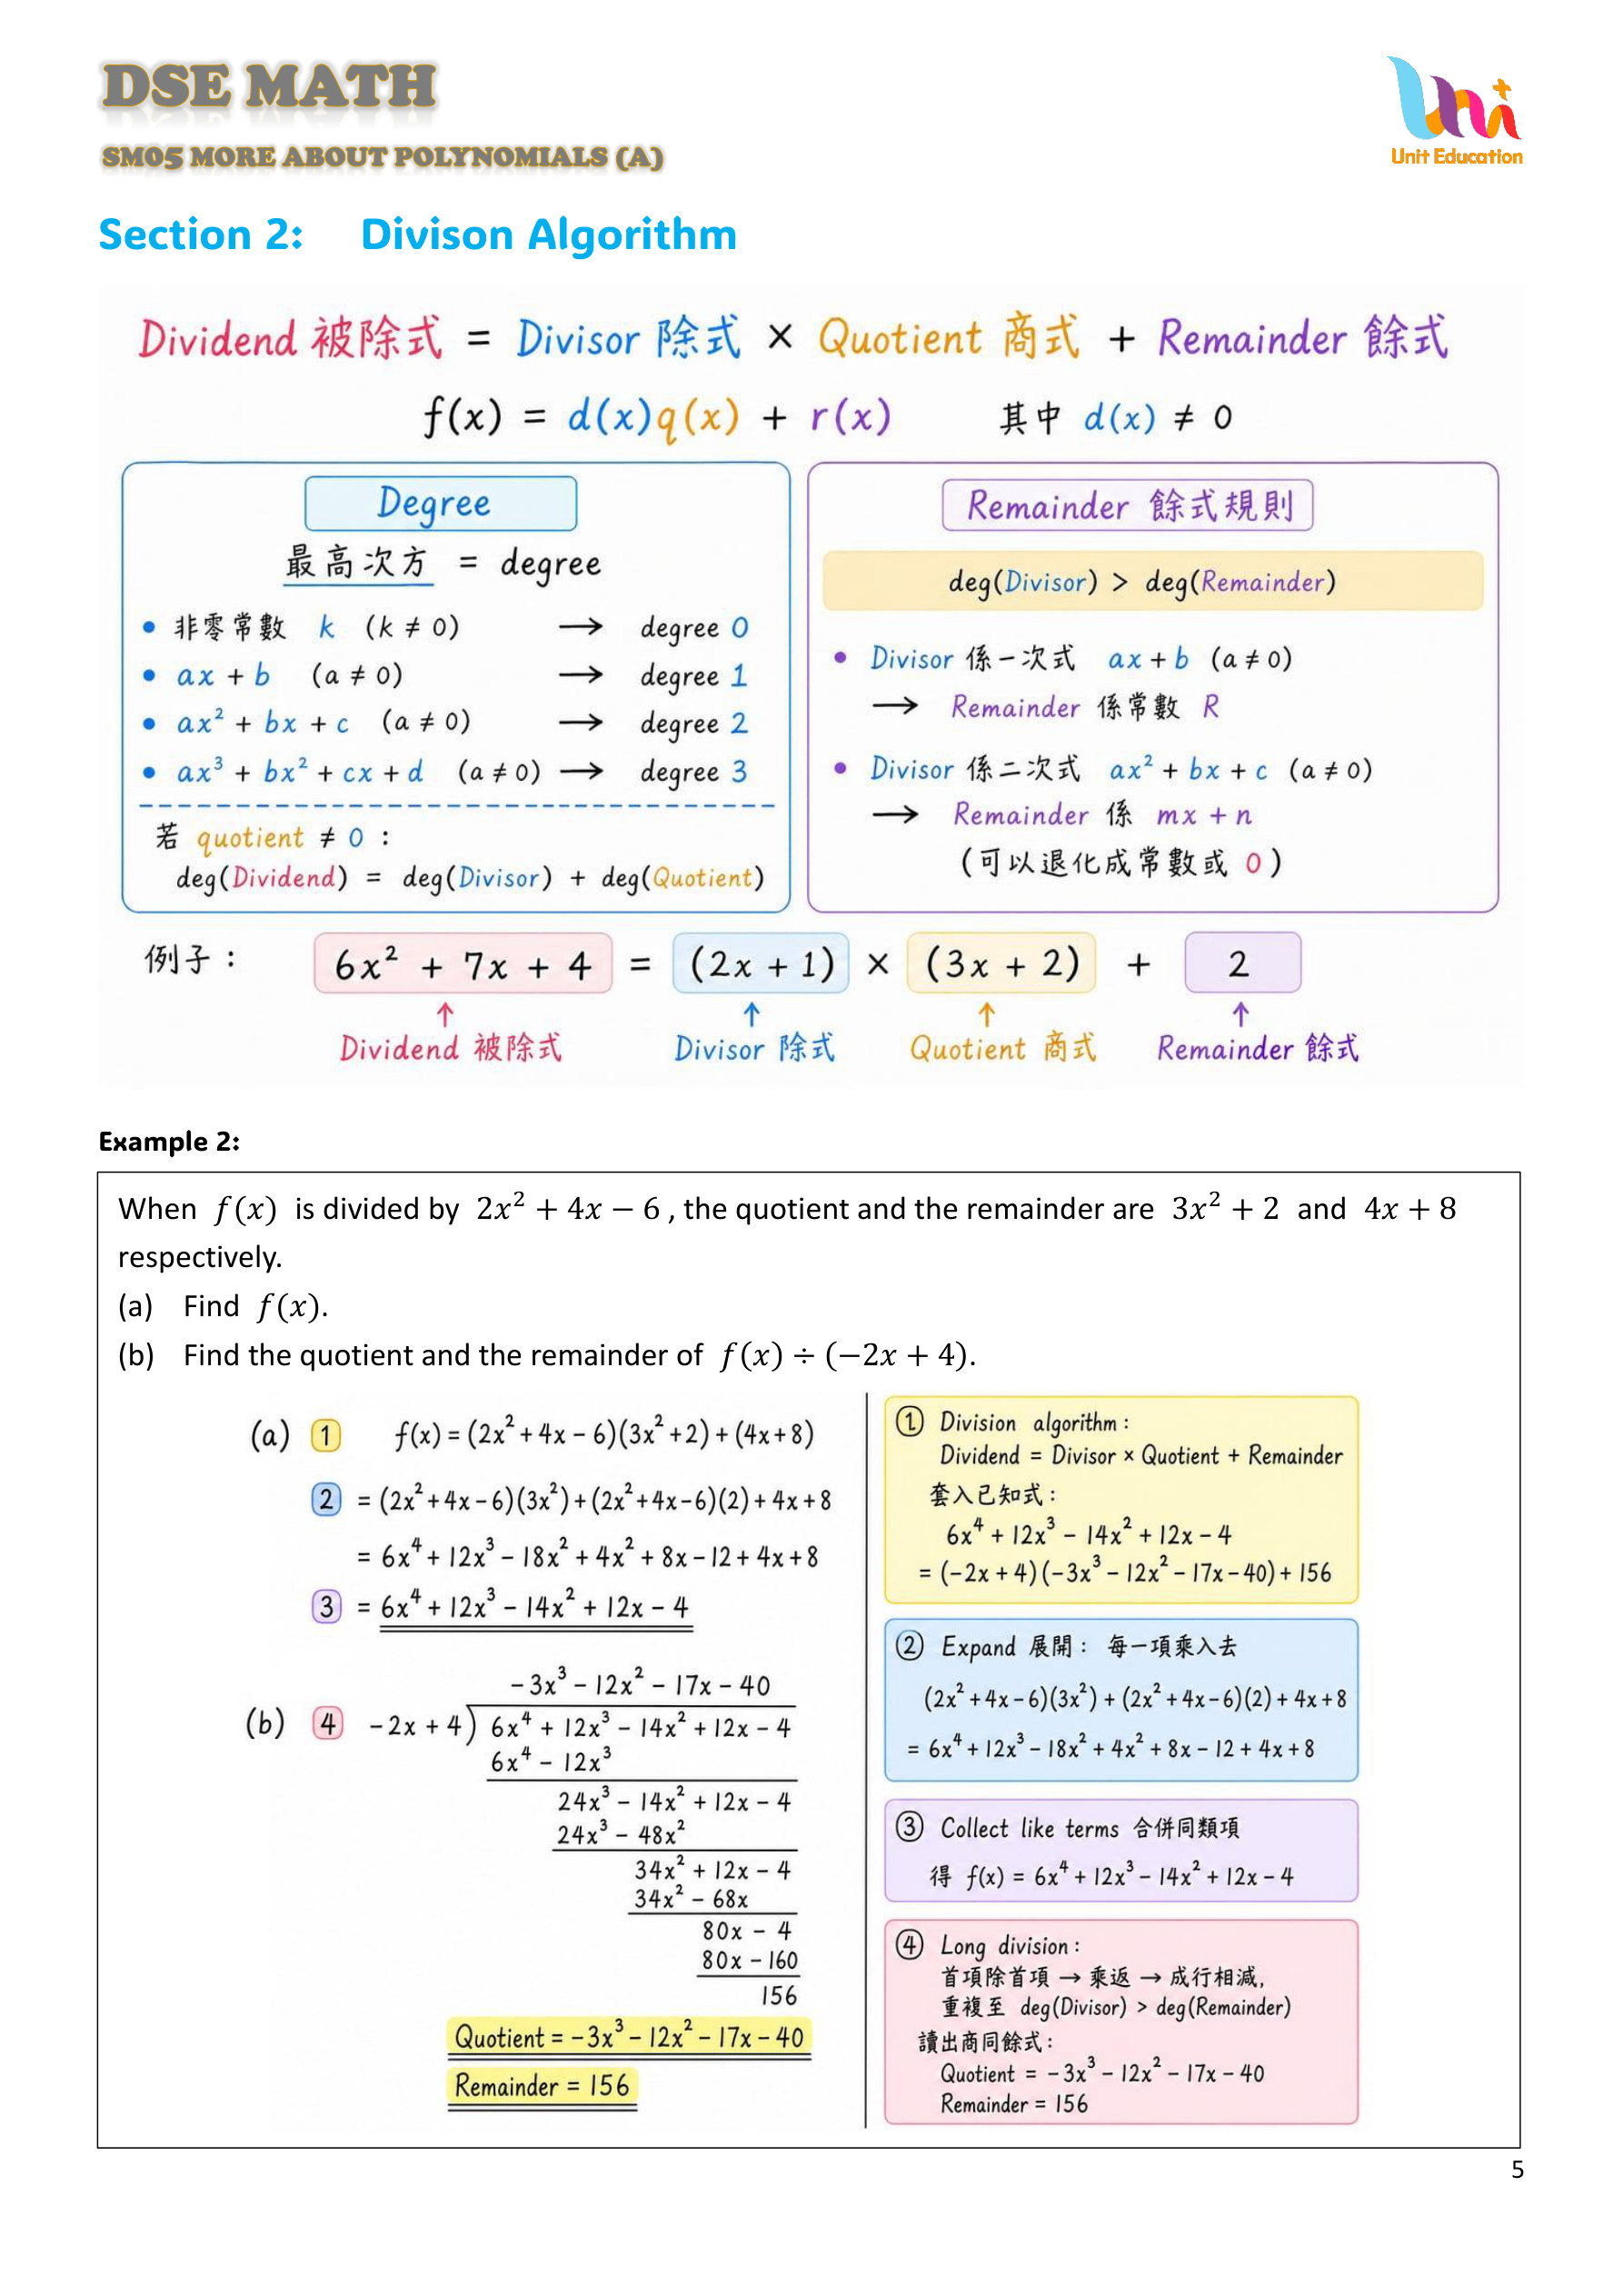 DSE MATH
SM05 MORE ABOUT POLYNOMIALS (A)
Uni+
Unit Education
Section 2: Divison Algorithm
Dividend 被除式 = Divisor 除式 × Quotient 商式 + Remainder 餘式
f(x) = d(x)q(x) + r(x) 其中 d(x) ≠ 0
Degree
最高次方 = degree
• 非零常數 k (k ≠ 0) → degree 0
• ax + b (a ≠ 0) → degree 1
• ax² + bx + c (a ≠ 0) → degree 2
• ax³ + bx² + cx + d (a ≠ 0) → degree 3
若 quotient ≠ 0 :
deg(Dividend) = deg(Divisor) + deg(Quotient)
Remainder 餘式規則
deg(Divisor) > deg(Remainder)
• Divisor 係一次式 ax + b (a ≠ 0)
→ Remainder 係常數 R
• Divisor 係二次式 ax² + bx + c (a ≠ 0)
→ Remainder 係 mx + n
(可以退化成常數或 0)
例子： 6x² + 7x + 4 = (2x + 1) × (3x + 2) + 2
↑ ↑ ↑ ↑
Dividend 被除式 Divisor 除式 Quotient 商式 Remainder 餘式
Example 2:
When f(x) is divided by 2x² + 4x − 6 , the quotient and the remainder are 3x² + 2 and 4x + 8
respectively.
(a) Find f(x).
(b) Find the quotient and the remainder of f(x) ÷ (−2x + 4).
(a) 1 f(x) = (2x² + 4x − 6)(3x² + 2) + (4x + 8)
2 = (2x² + 4x − 6)(3x²) + (2x² + 4x − 6)(2) + 4x + 8
= 6x⁴ + 12x³ − 18x² + 4x² + 8x − 12 + 4x + 8
3 = 6x⁴ + 12x³ − 14x² + 12x − 4
−3x³ − 12x² − 17x − 40
(b) 4 −2x + 4) 6x⁴ + 12x³ − 14x² + 12x − 4
6x⁴ − 12x³
24x³ − 14x² + 12x − 4
24x³ − 48x²
34x² + 12x − 4
34x² − 68x
80x − 4
80x − 160
156
Quotient = −3x³ − 12x² − 17x − 40
Remainder = 156
① Division algorithm :
Dividend = Divisor × Quotient + Remainder
套入已知式 :
6x⁴ + 12x³ − 14x² + 12x − 4
= (−2x + 4)(−3x³ − 12x² − 17x − 40) + 156
② Expand 展開 : 每一項乘入去
(2x² + 4x − 6)(3x²) + (2x² + 4x − 6)(2) + 4x + 8
= 6x⁴ + 12x³ − 18x² + 4x² + 8x − 12 + 4x + 8
③ Collect like terms 合併同類項
得 f(x) = 6x⁴ + 12x³ − 14x² + 12x − 4
④ Long division :
首項除首項 → 乘返 → 成行相減,
重複至 deg(Divisor) > deg(Remainder)
讀出商同餘式 :
Quotient = −3x³ − 12x² − 17x − 40
Remainder = 156
5